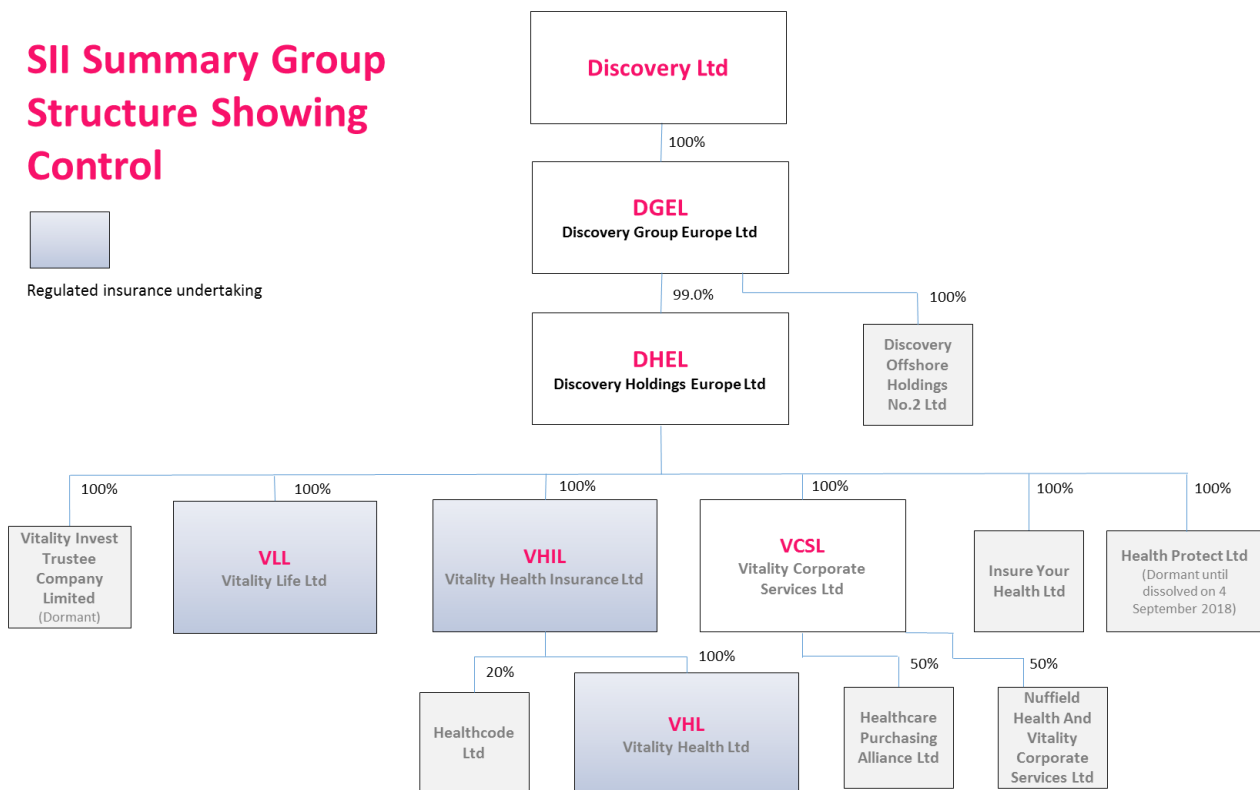 SII Summary Group
Structure Showing
Control
Regulated insurance undertaking
Discovery Ltd
100%
DGEL
Discovery Group Europe Ltd
99.0%
100%
DHEL
Discovery Holdings Europe Ltd
Discovery
Offshore
Holdings
No.2 Ltd
100%
100%
100%
100%
100%
100%
Vitality Invest
Trustee
Company
Limited
(Dormant)
VLL
Vitality Life Ltd
VHIL
Vitality Health Insurance Ltd
VCSL
Vitality Corporate
Services Ltd
Insure Your
Health Ltd
Health Protect Ltd
(Dormant until
dissolved on 4
September 2018)
20%
100%
50%
50%
Healthcode
Ltd
VHL
Vitality Health Ltd
Healthcare
Purchasing
Alliance Ltd
Nuffield
Health And
Vitality
Corporate
Services Ltd